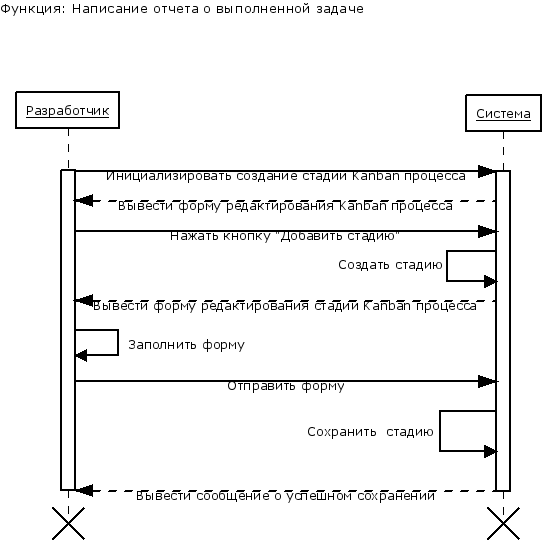 Функция: Написание отчета о выполненной задаче
Разработчик
Система
Инициализировать создание стадии Kanban процесса
Вывести форму редактирования Kanban процесса
Нажать кнопку "Добавить стадию"
Создать стадию
Вывести форму редактирования стадии Kanban процесса
Заполнить форму
Отправить форму
Сохранить стадию
Вывести сообщение о успешном сохранений